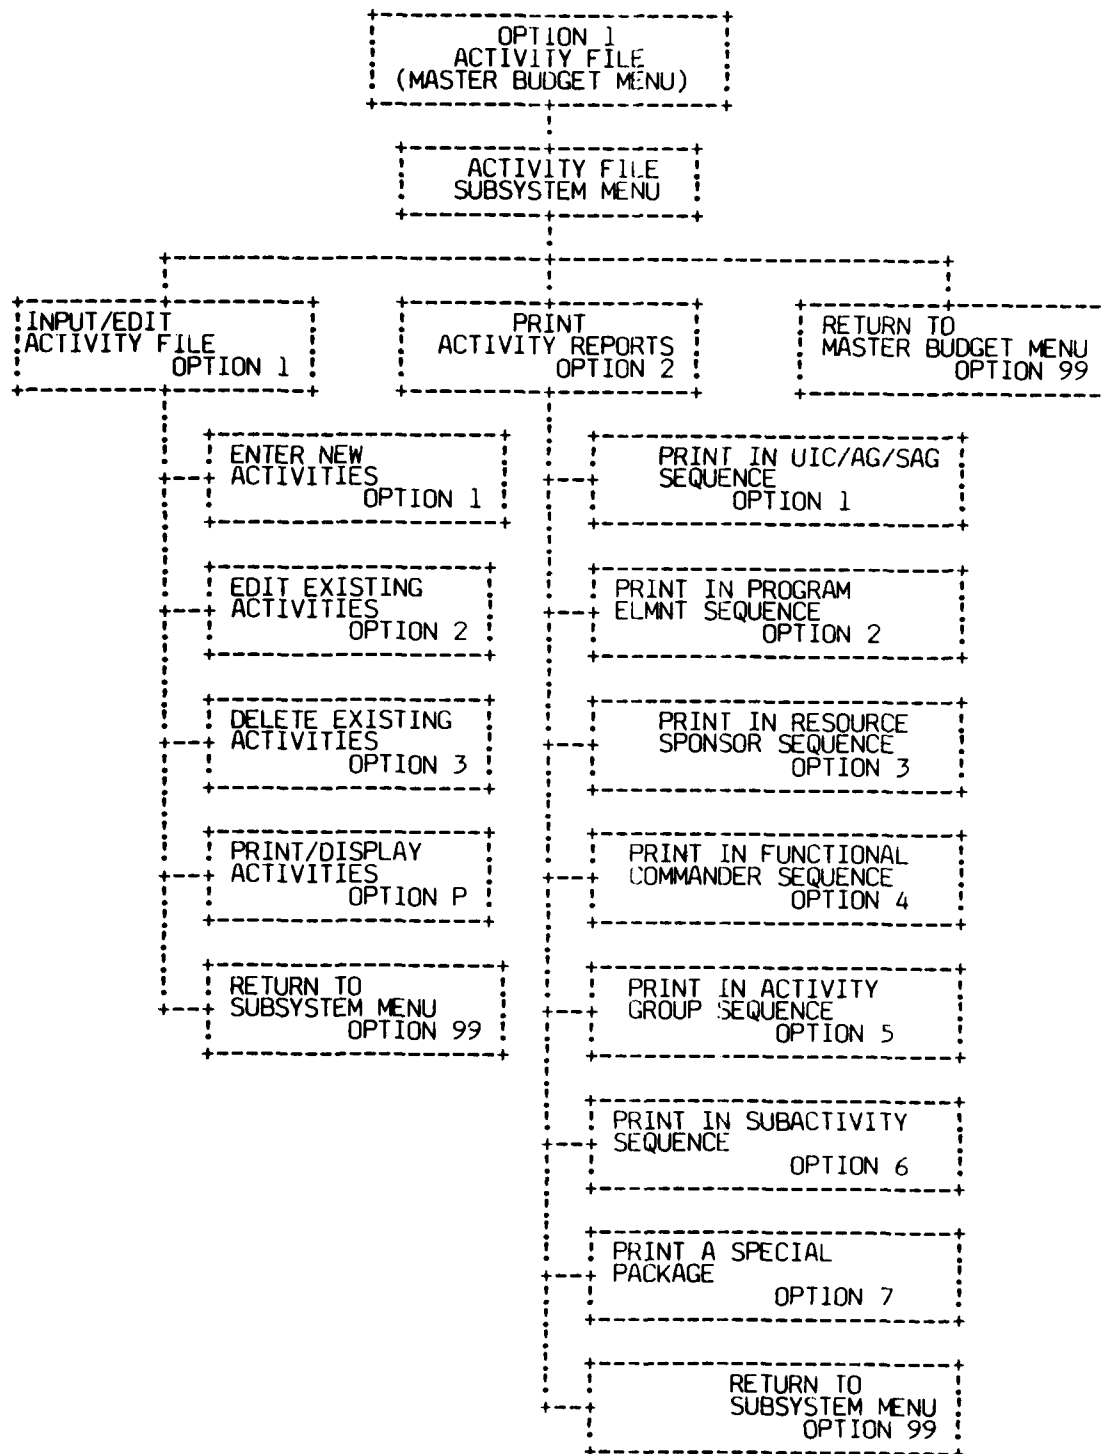 OPTION 1
ACTIVITY FILE
(MASTER BUDGET MENU)
ACTIVITY FILE
SUBSYSTEM MENU
INPUT/EDIT
ACTIVITY FILE
OPTION 1
PRINT
ACTIVITY REPORTS
OPTION 2
RETURN TO
MASTER BUDGET MENU
OPTION 99
ENTER NEW
ACTIVITIES
OPTION 1
EDIT EXISTING
ACTIVITIES
OPTION 2
DELETE EXISTING
ACTIVITIES
OPTION 3
PRINT/DISPLAY
ACTIVITIES
OPTION P
RETURN TO
SUBSYSTEM MENU
OPTION 99
PRINT IN UIC/AG/SAG
SEQUENCE
OPTION 1
PRINT IN PROGRAM
ELMNT SEQUENCE
OPTION 2
PRINT IN RESOURCE
SPONSOR SEQUENCE
OPTION 3
PRINT IN FUNCTIONAL
COMMANDER SEQUENCE
OPTION 4
PRINT IN ACTIVITY
GROUP SEQUENCE
OPTION 5
PRINT IN SUBACTIVITY
SEQUENCE
OPTION 6
PRINT A SPECIAL
PACKAGE
OPTION 7
RETURN TO
SUBSYSTEM MENU
OPTION 99